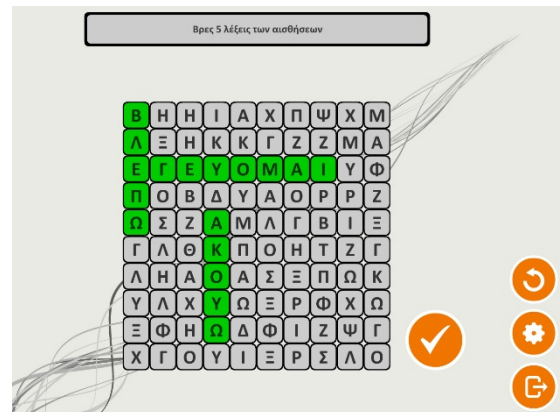 Βρες 5 λέξεις των αισθήσεων
Β Η Η Ι Α Χ Π Ψ Χ Μ
Λ Ξ Η Κ Κ Γ Ζ Ζ Μ Α
Ε Γ Ε Υ Ο Μ Α Ι Υ Φ
Π Ο Β Δ Υ Α Ο Ρ Ρ Ζ
Ω Σ Ζ Α Μ Λ Γ Β Ι Ξ
Γ Λ Θ Κ Π Ο Η Τ Ζ Γ
Λ Η Α Ο Α Σ Ξ Π Ω Κ
Υ Λ Χ Υ Ω Ξ Ρ Φ Χ Ω
Ξ Φ Η Ω Δ Φ Ι Ζ Ψ Γ
Χ Γ Ο Υ Ι Ξ Ρ Σ Λ Ο